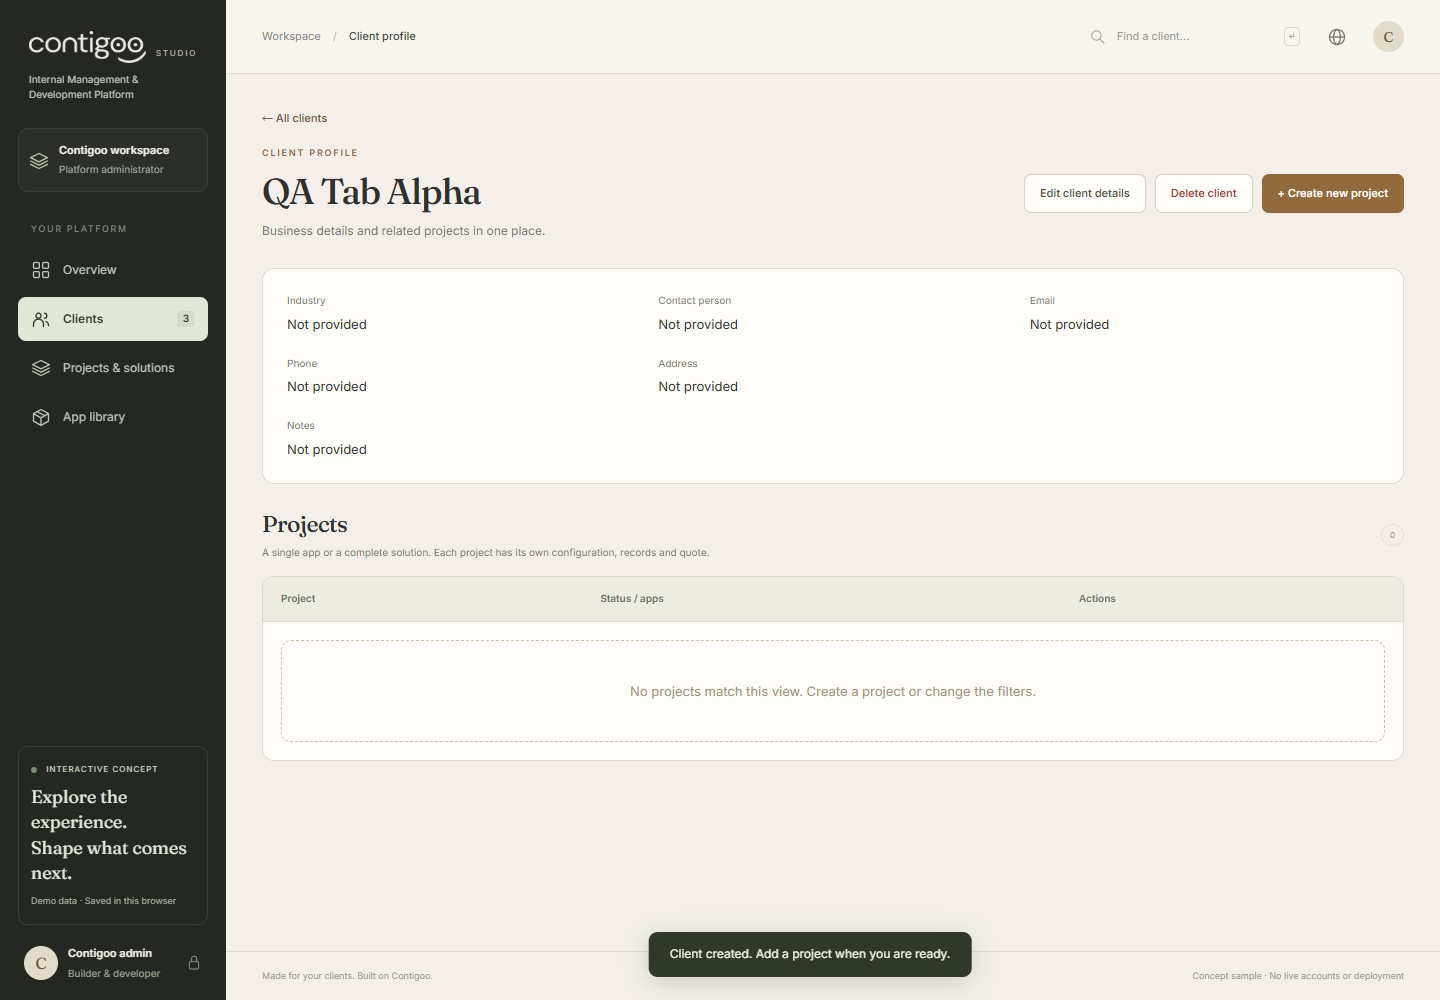 contigoo STUDIO
Internal Management &
Development Platform
Contigoo workspace
Platform administrator
YOUR PLATFORM
Overview
Clients 3
Projects & solutions
App library
INTERACTIVE CONCEPT
Explore the
experience.
Shape what comes
next.
Demo data · Saved in this browser
C
Contigoo admin
Builder & developer
Workspace / Client profile
Find a client...
↵
C
← All clients
CLIENT PROFILE
QA Tab Alpha
Business details and related projects in one place.
Edit client details
Delete client
+ Create new project
Industry
Not provided
Contact person
Not provided
Email
Not provided
Phone
Not provided
Address
Not provided
Notes
Not provided
Projects
A single app or a complete solution. Each project has its own configuration, records and quote.
0
Project Status / apps Actions
No projects match this view. Create a project or change the filters.
Client created. Add a project when you are ready.
Made for your clients. Built on Contigoo.
Concept sample · No live accounts or deployment